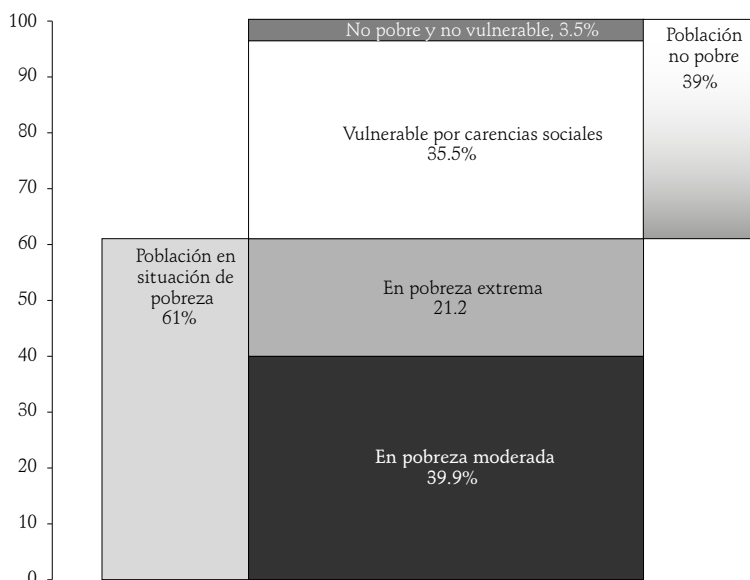 100
90
80
70
60
50
40
30
20
10
0
No pobre y no vulnerable, 3.5%
Vulnerable por carencias sociales
35.5%
Población
no pobre
39%
Población en
situación de
pobreza
61%
En pobreza extrema
21.2
En pobreza moderada
39.9%